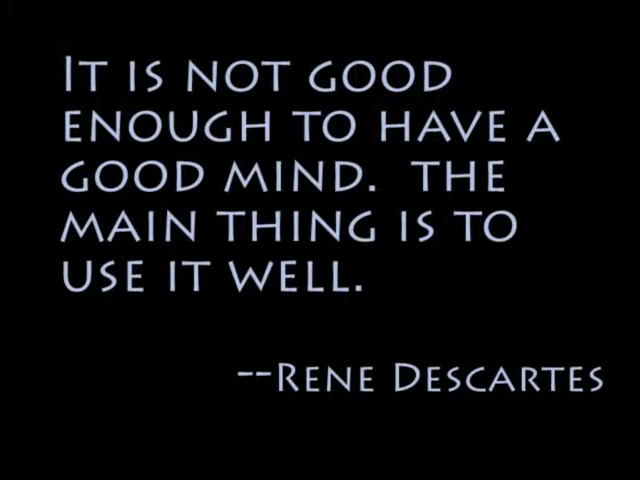 It is not good
enough to have a
good mind.  The
main thing is to
use it well.
--Rene Descartes